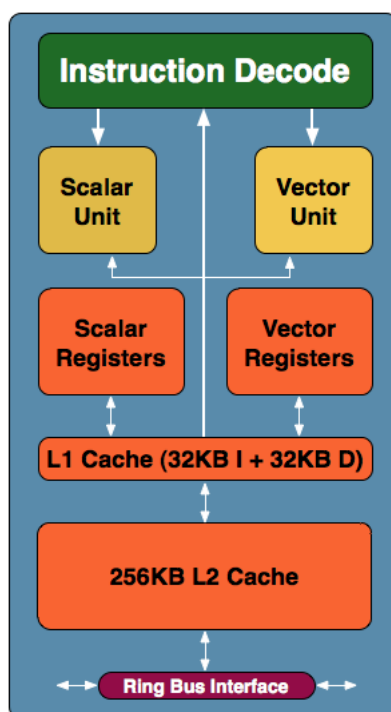 Instruction Decode
Scalar
Unit
Vector
Unit
Scalar
Registers
Vector
Registers
L1 Cache (32KB I + 32KB D)
256KB L2 Cache
Ring Bus Interface